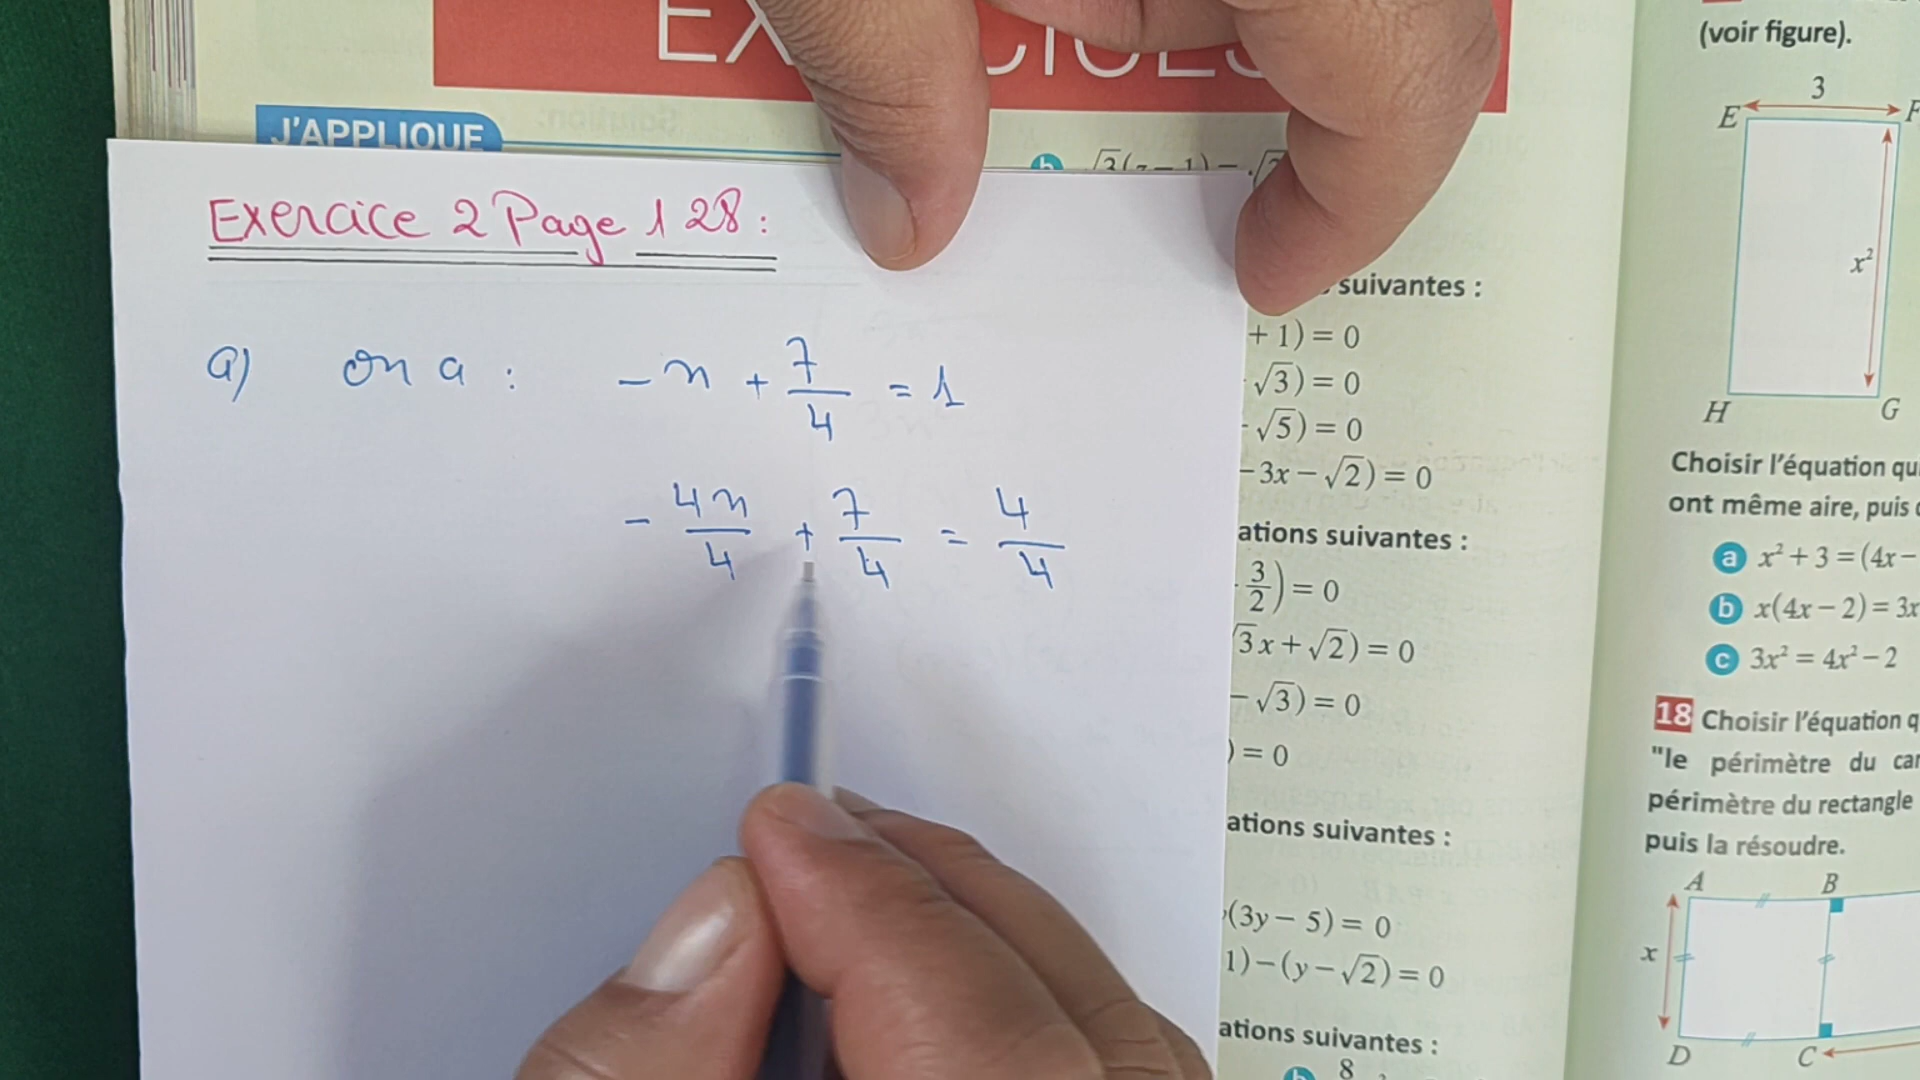 J'APPLIQUE
Exercice 2 Page 128 :
a) on a : - x + 7/4 = 1
- 4x/4 + 7/4 = 4/4
b
suivantes :
+ 1) = 0
√3) = 0
- √5) = 0
- 3x - √2) = 0
ations suivantes :
3/2) = 0
√3x + √2) = 0
- √3) = 0
) = 0
ations suivantes :
(3y - 5) = 0
1) - (y - √2) = 0
ations suivantes :
b 8
(voir figure).
3
E F
x²
H G
Choisir l'équation qu
ont même aire, puis
a x² + 3 = (4x -
b x(4x - 2) = 3x
c 3x² = 4x² - 2
18 Choisir l'équation q
"le périmètre du car
périmètre du rectangle
puis la résoudre.
A B
x
D C